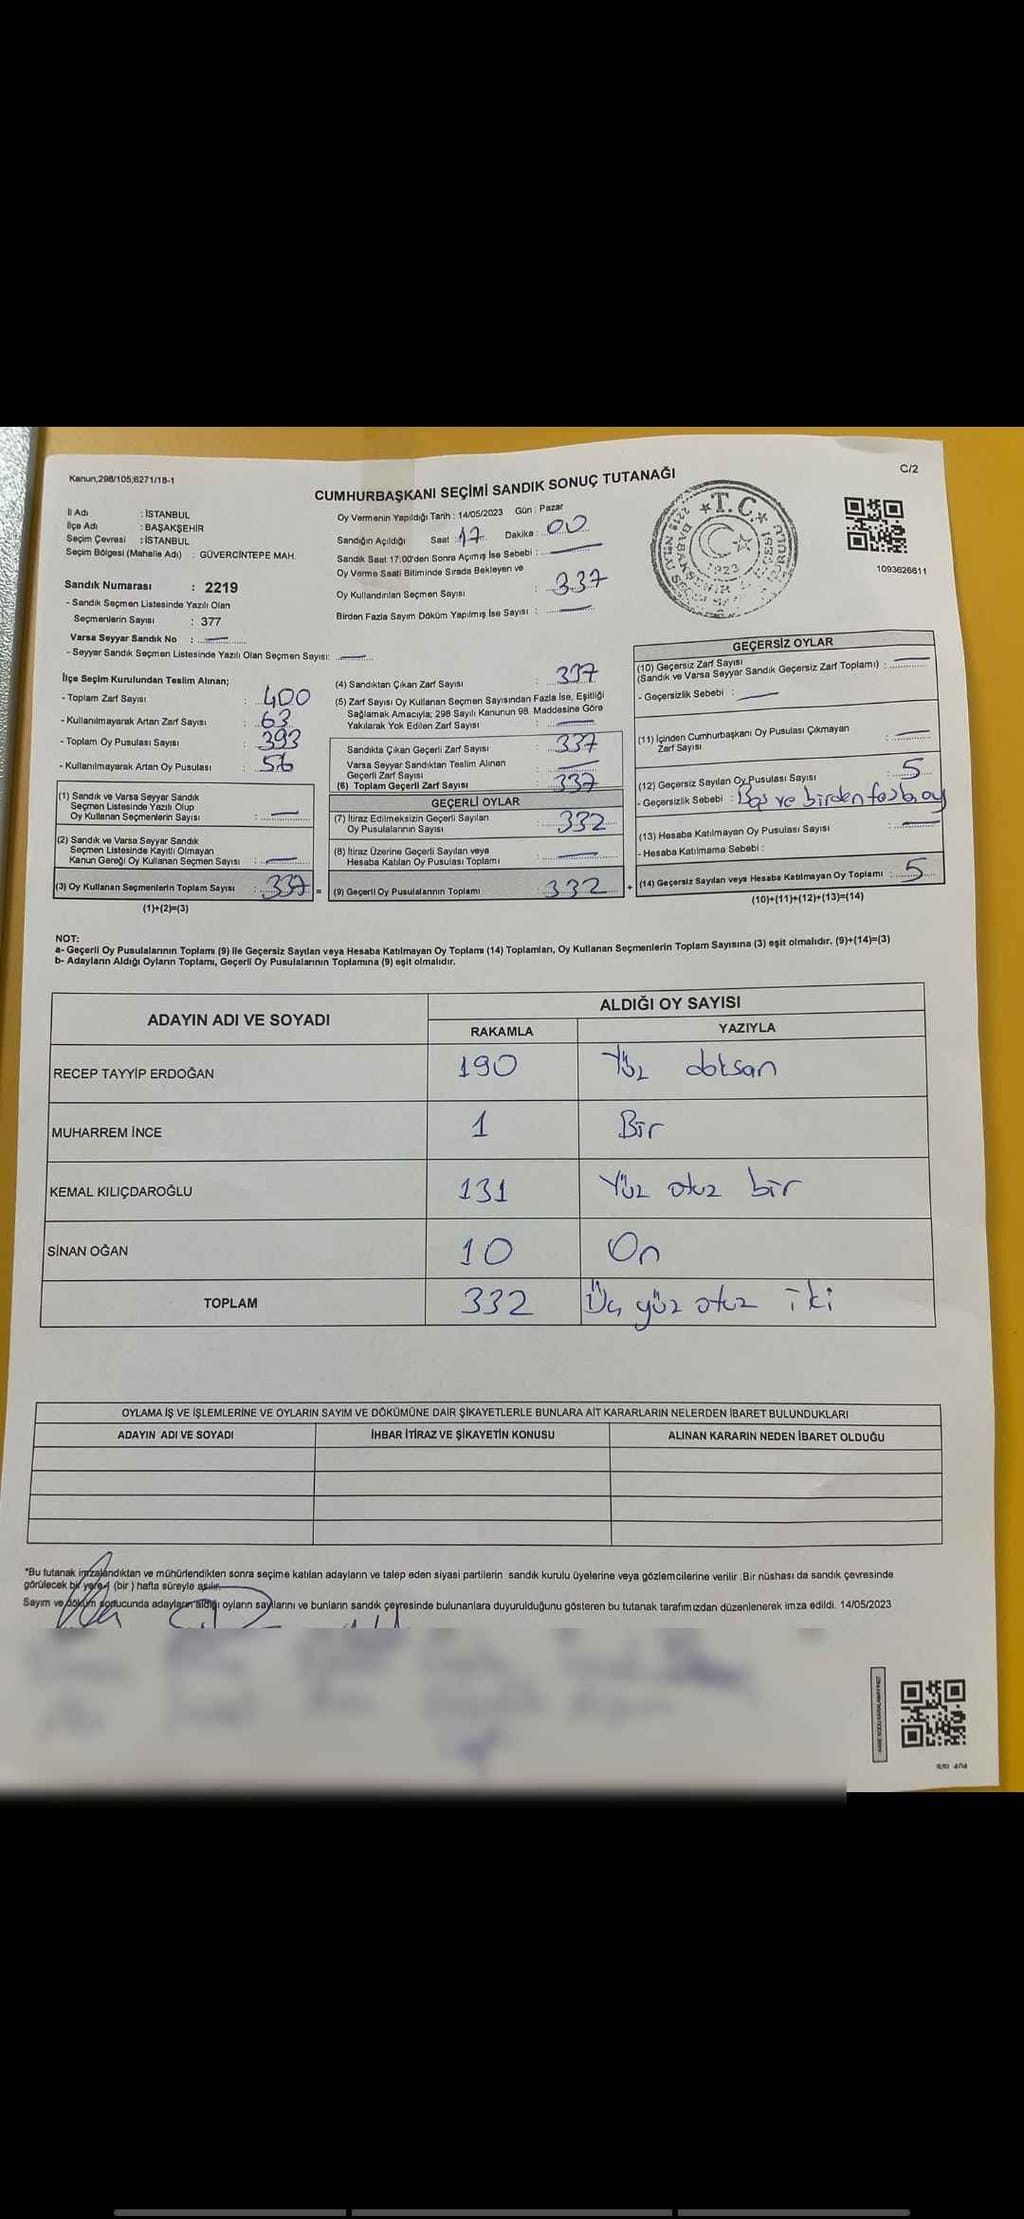 Kanun;298/105;6271/18-1
C/2
CUMHURBAŞKANI SEÇİMİ SANDIK SONUÇ TUTANAĞI
İl Adı : İSTANBUL
İlçe Adı : BAŞAKŞEHİR
Seçim Çevresi : İSTANBUL
Seçim Bölgesi (Mahalle Adı) : GÜVERCİNTEPE MAH.
Oy Vermenin Yapıldığı Tarih : 14/05/2023 Gün : Pazar
Sandığın Açıldığı Saat : 17 Dakika : 00
Sandık Saat 17:00'den Sonra Açımış İse Sebebi : —
Oy Verme Saati Bitiminde Sırada Bekleyen ve
Oy Kullandırılan Seçmen Sayısı : 337
Birden Fazla Sayım Döküm Yapılmış İse Sayısı : —
T.C.
1923
1093626611
Sandık Numarası : 2219
- Sandık Seçmen Listesinde Yazılı Olan
Seçmenlerin Sayısı : 377
Varsa Seyyar Sandık No : —
- Seyyar Sandık Seçmen Listesinde Yazılı Olan Seçmen Sayısı: —
İlçe Seçim Kurulundan Teslim Alınan;
- Toplam Zarf Sayısı : 400
- Kullanılmayarak Artan Zarf Sayısı : 63
- Toplam Oy Pusulası Sayısı : 393
- Kullanılmayarak Artan Oy Pusulası : 56
(1) Sandık ve Varsa Seyyar Sandık
Seçmen Listesinde Yazılı Olup
Oy Kullanan Seçmenlerin Sayısı : —
(2) Sandık ve Varsa Seyyar Sandık
Seçmen Listesinde Kayıtlı Olmayan
Kanun Gereği Oy Kullanan Seçmen Sayısı : —
(3) Oy Kullanan Seçmenlerin Toplam Sayısı : 337 =
(1)+(2)=(3)
(4) Sandıktan Çıkan Zarf Sayısı : 337
(5) Zarf Sayısı Oy Kullanan Seçmen Sayısından Fazla İse, Eşitliği
Sağlamak Amacıyla; 298 Sayılı Kanunun 98. Maddesine Göre
Yakılarak Yok Edilen Zarf Sayısı : —
Sandıkta Çıkan Geçerli Zarf Sayısı : 337
Varsa Seyyar Sandıktan Teslim Alınan
Geçerli Zarf Sayısı : —
(6) Toplam Geçerli Zarf Sayısı : 337
GEÇERLİ OYLAR
(7) İtiraz Edilmeksizin Geçerli Sayılan
Oy Pusulalarının Sayısı : 332
(8) İtiraz Üzerine Geçerli Sayılan veya
Hesaba Katılan Oy Pusulası Toplamı : —
(9) Geçerli Oy Pusulalarının Toplamı : 332 +
GEÇERSİZ OYLAR
(10) Geçersiz Zarf Sayısı
(Sandık ve Varsa Seyyar Sandık Geçersiz Zarf Toplamı) : —
- Geçersizlik Sebebi : —
(11) İçinden Cumhurbaşkanı Oy Pusulası Çıkmayan
Zarf Sayısı : —
(12) Geçersiz Sayılan Oy Pusulası Sayısı : 5
- Geçersizlik Sebebi : Boş ve birden fazla oy
(13) Hesaba Katılmayan Oy Pusulası Sayısı : —
- Hesaba Katılmama Sebebi :
(14) Geçersiz Sayılan veya Hesaba Katılmayan Oy Toplamı : 5
(10)+(11)+(12)+(13)=(14)
NOT:
a- Geçerli Oy Pusulalarının Toplamı (9) ile Geçersiz Sayılan veya Hesaba Katılmayan Oy Toplamı (14) Toplamları, Oy Kullanan Seçmenlerin Toplam Sayısına (3) eşit olmalıdır. (9)+(14)=(3)
b- Adayların Aldığı Oyların Toplamı, Geçerli Oy Pusulalarının Toplamına (9) eşit olmalıdır.
ADAYIN ADI VE SOYADI
ALDIĞI OY SAYISI
RAKAMLA
YAZIYLA
RECEP TAYYİP ERDOĞAN 190 Yüz doksan
MUHARREM İNCE 1 Bir
KEMAL KILIÇDAROĞLU 131 Yüz otuz bir
SİNAN OĞAN 10 On
TOPLAM 332 Üç yüz otuz iki
OYLAMA İŞ VE İŞLEMLERİNE VE OYLARIN SAYIM VE DÖKÜMÜNE DAİR ŞİKAYETLERLE BUNLARA AİT KARARLARIN NELERDEN İBARET BULUNDUKLARI
ADAYIN ADI VE SOYADI
İHBAR İTİRAZ VE ŞİKAYETİN KONUSU
ALINAN KARARIN NEDEN İBARET OLDUĞU
*Bu tutanak imzalandıktan ve mühürlendikten sonra seçime katılan adayların ve talep eden siyasi partilerin sandık kurulu üyelerine veya gözlemcilerine verilir .Bir nüshası da sandık çevresinde
görülecek bir yere 1 (bir ) hafta süreyle asılır.
Sayım ve döküm sonucunda adayların aldığı oyların sayılarını ve bunların sandık çevresinde bulunanlara duyurulduğunu gösteren bu tutanak tarafımızdan düzenlenerek imza edildi. 14/05/2023